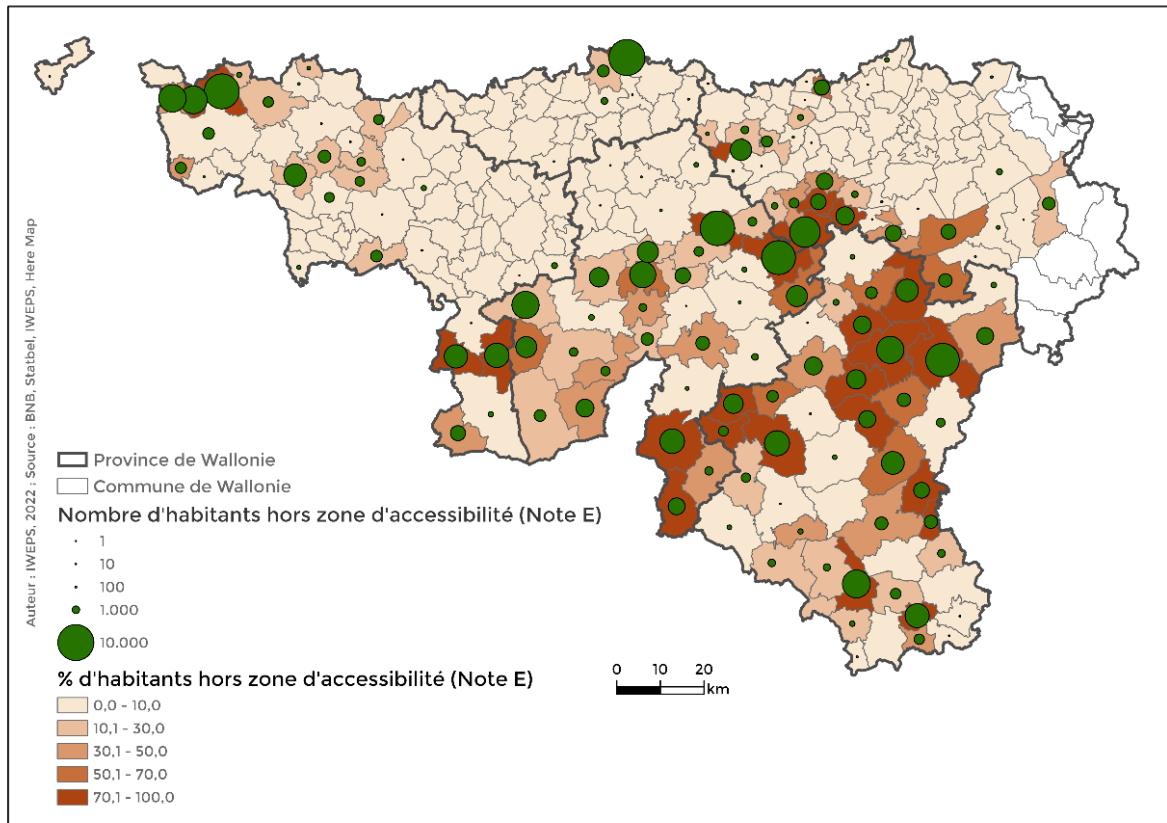 Auteur : IWEPS, 2022 ; Source : BNB, Statbel, IWEPS, Here Map
Province de Wallonie
Commune de Wallonie
Nombre d'habitants hors zone d'accessibilité (Note E)
1
10
100
1.000
10.000
% d'habitants hors zone d'accessibilité (Note E)
0,0 - 10,0
10,1 - 30,0
30,1 - 50,0
50,1 - 70,0
70,1 - 100,0
0 10 20
km